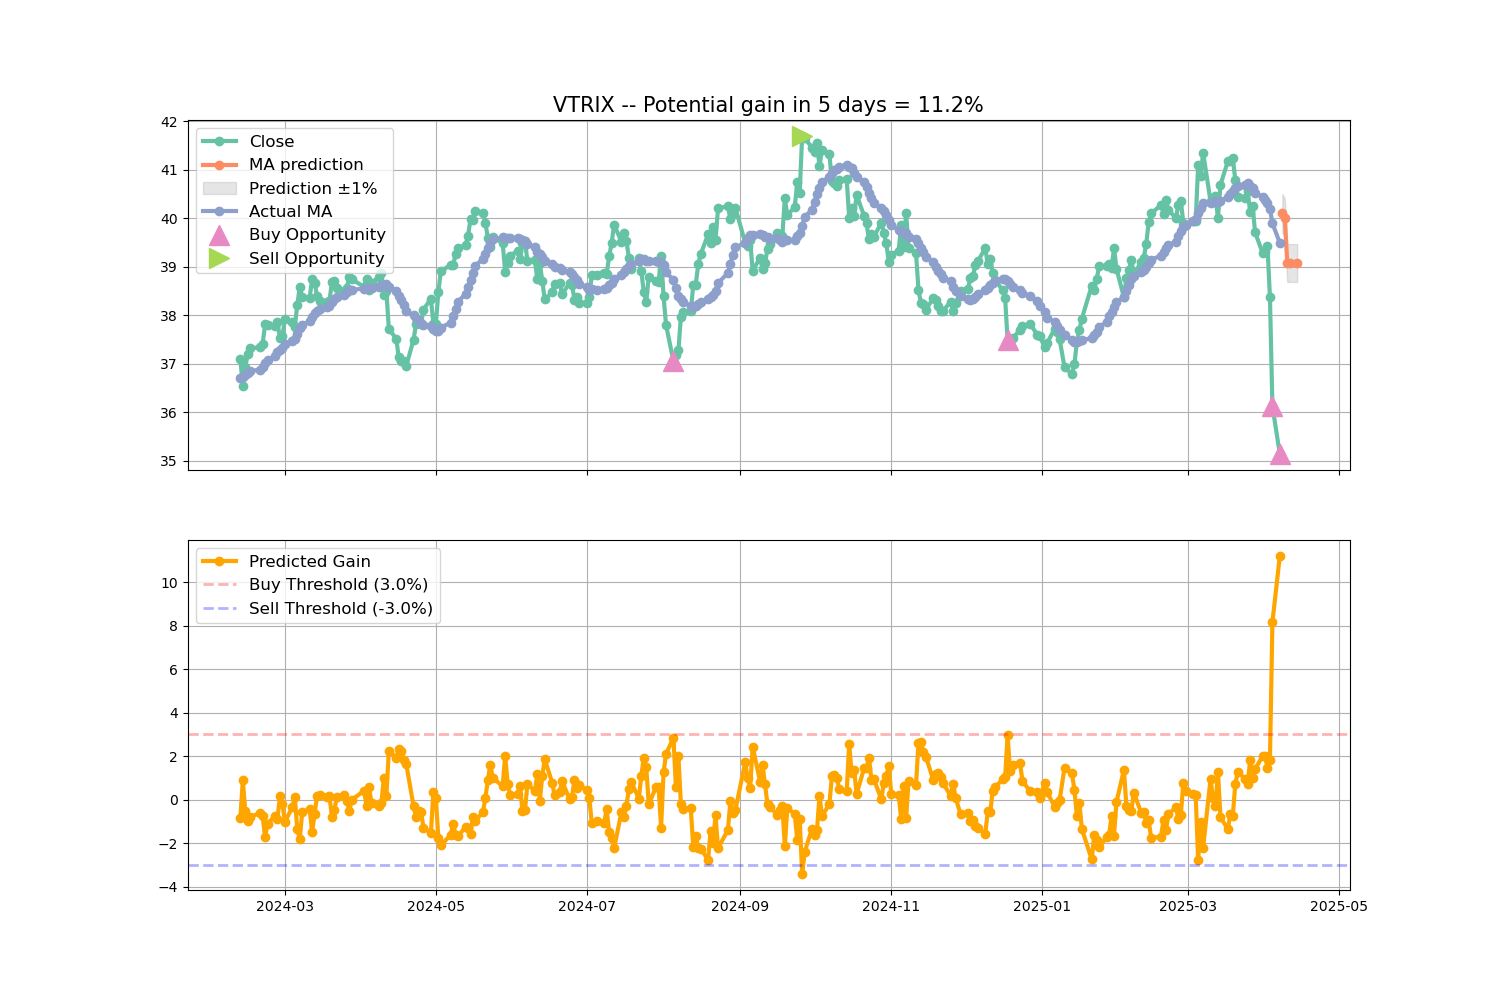 VTRIX -- Potential gain in 5 days = 11.2%
42
41
40
39
38
37
36
35
Close
MA prediction
Prediction ±1%
Actual MA
Buy Opportunity
Sell Opportunity
10
8
6
4
2
0
−2
−4
Predicted Gain
Buy Threshold (3.0%)
Sell Threshold (-3.0%)
2024-03 2024-05 2024-07 2024-09 2024-11 2025-01 2025-03 2025-05